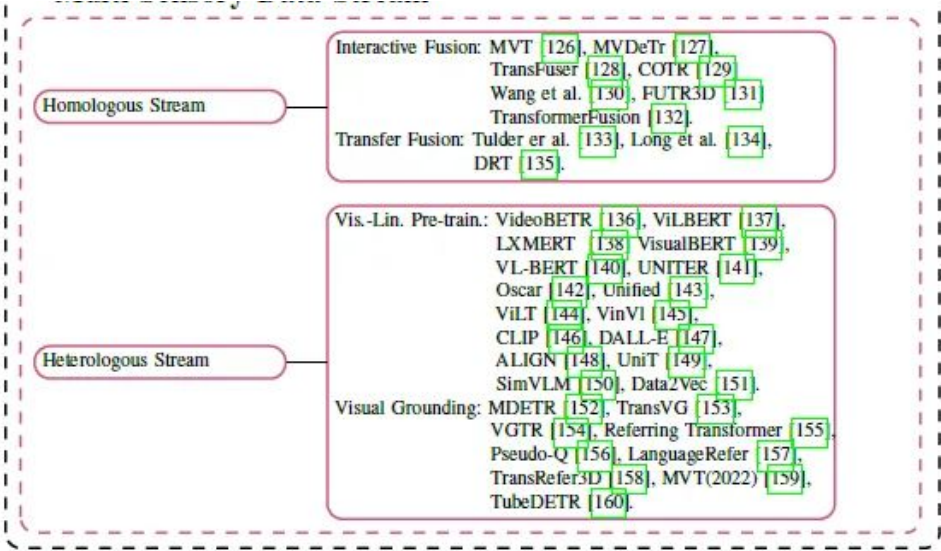 Homologous Stream
Interactive Fusion: MVT [126], MVDeTr [127],
TransFuser [128], COTR [129]
Wang et al. [130], FUTR3D [131]
TransformerFusion [132].
Transfer Fusion: Tulder er al. [133], Long et al. [134],
DRT [135].
Heterologous Stream
Vis.-Lin. Pre-train.: VideoBETR [136], ViLBERT [137],
LXMERT [138] VisualBERT [139],
VL-BERT [140], UNITER [141],
Oscar [142], Unified [143],
ViLT [144], VinVl [145],
CLIP [146], DALL-E [147],
ALIGN [148], UniT [149],
SimVLM [150], Data2Vec [151].
Visual Grounding: MDETR [152], TransVG [153],
VGTR [154], Referring Transformer [155],
Pseudo-Q [156], LanguageRefer [157],
TransRefer3D [158], MVT(2022) [159],
TubeDETR [160].